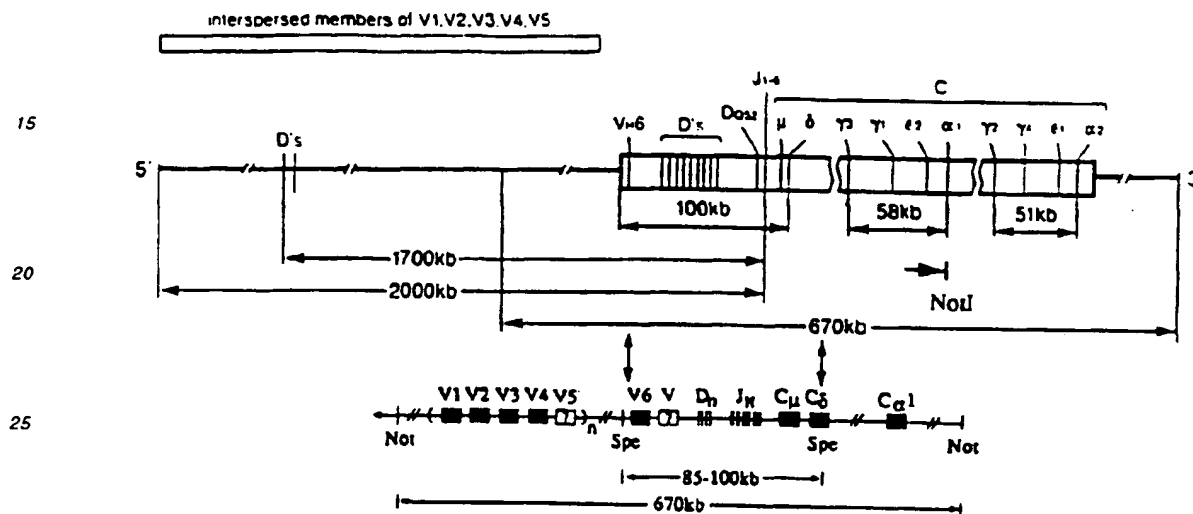 interspersed members of V1,V2,V3,V4,V5
15
J1-6
C
VH6 D's μ δ γ3 γ1 ε2 α1 γ2 γ4 ε1 α2
D's
5'
100kb 58kb 51kb
1700kb
20
NotI
2000kb
670kb
V1 V2 V3 V4 V5 V6 V Dn JH Cμ Cδ Cα1
25
n
Not Spe Spe Not
85-100kb
670kb